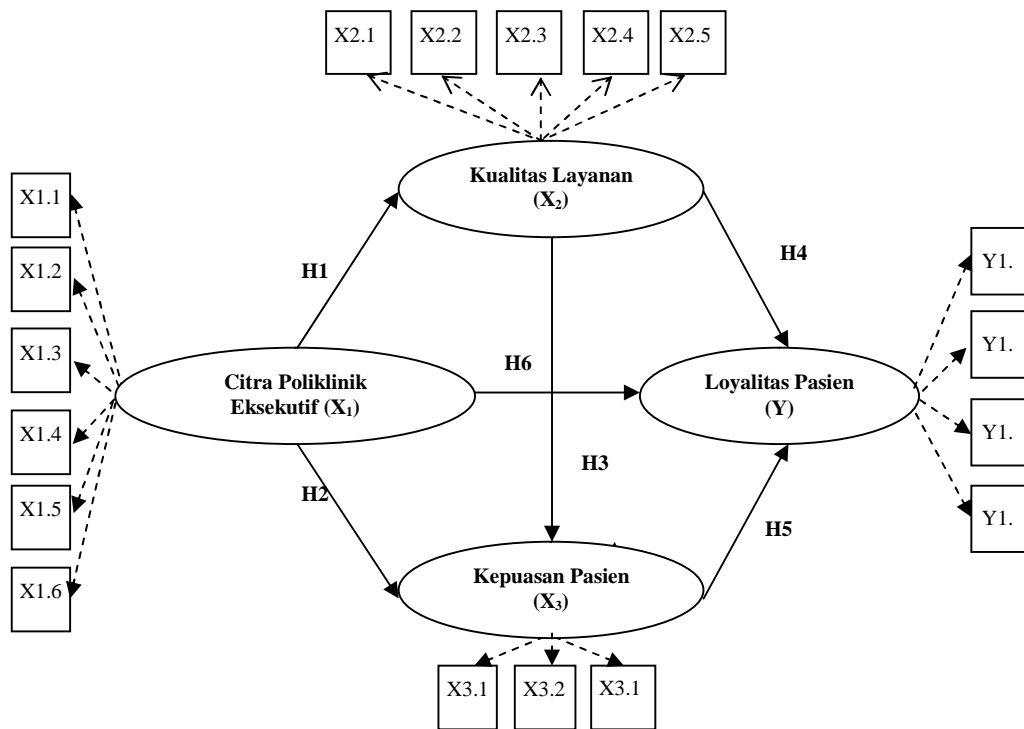 X2.1 X2.2 X2.3 X2.4 X2.5
Kualitas Layanan
(X₂)
X1.1
X1.2
X1.3
X1.4
X1.5
X1.6
H1
H4
Y1.
Y1.
Y1.
Y1.
H6
Citra Poliklinik
Eksekutif (X₁)
Loyalitas Pasien
(Y)
H3
H2
H5
Kepuasan Pasien
(X₃)
X3.1 X3.2 X3.1